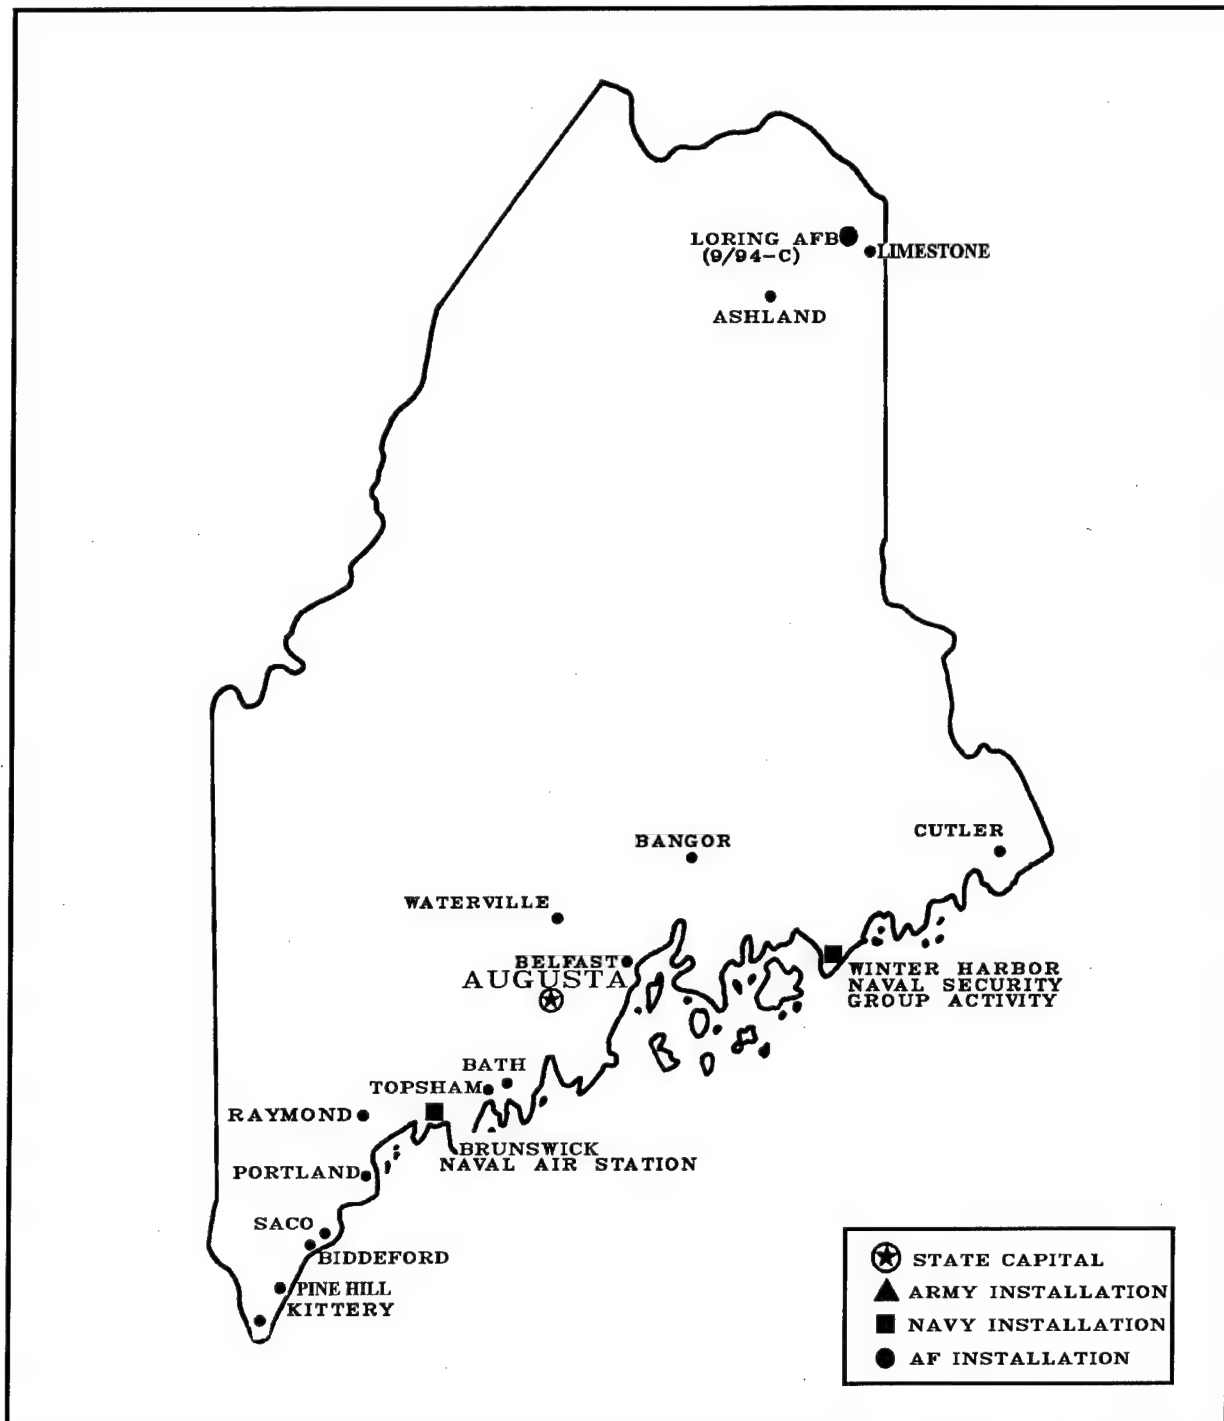 LORING AFB
(9/94-C)
LIMESTONE
ASHLAND
BANGOR
CUTLER
WATERVILLE
BELFAST
AUGUSTA
WINTER HARBOR
NAVAL SECURITY
GROUP ACTIVITY
BATH
TOPSHAM
RAYMOND
BRUNSWICK
NAVAL AIR STATION
PORTLAND
SACO
BIDDEFORD
PINE HILL
KITTERY
STATE CAPITAL
ARMY INSTALLATION
NAVY INSTALLATION
AF INSTALLATION